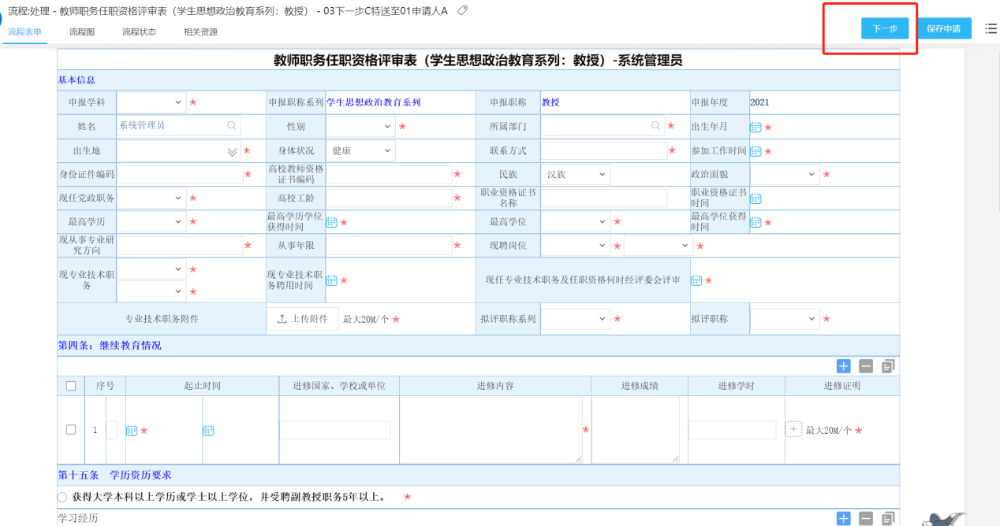 流程:处理 - 教师职务任职资格评审表（学生思想政治教育系列：教授） - 03下一步C特送至01申请人A
流程表单 流程图 流程状态 相关资源 下一步 保存申请
教师职务任职资格评审表（学生思想政治教育系列：教授）-系统管理员
基本信息
申报学科 * 申报职称系列 学生思想政治教育系列 申报职称 教授 申报年度 2021
姓名 系统管理员 性别 * 所属部门 * 出生年月 *
出生地 * 身体状况 健康 联系方式 * 参加工作时间 *
身份证件编码 * 高校教师资格证书编码 * 民族 汉族 政治面貌 *
现任党政职务 * 高校工龄 * 职业资格证书名称 职业资格证书时间
最高学历 * 最高学历学位获得时间 * 最高学位 * 最高学位获得时间 *
现从事专业研究方向 * 从事年限 * 现聘岗位 * *
现专业技术职务 * * 现专业技术职务聘用时间 * 现任专业技术职务及任职资格何时经评委会评审 *
专业技术职务附件 上传附件 最大20M/个 * 拟评职称系列 * 拟评职称 *
第四条：继续教育情况
序号 起止时间 进修国家、学校或单位 进修内容 进修成绩 进修学时 进修证明
1 * * + 最大20M/个 *
第十五条 学历资历要求
获得大学本科以上学历或学士以上学位，并受聘副教授职务5年以上。 *
学习经历